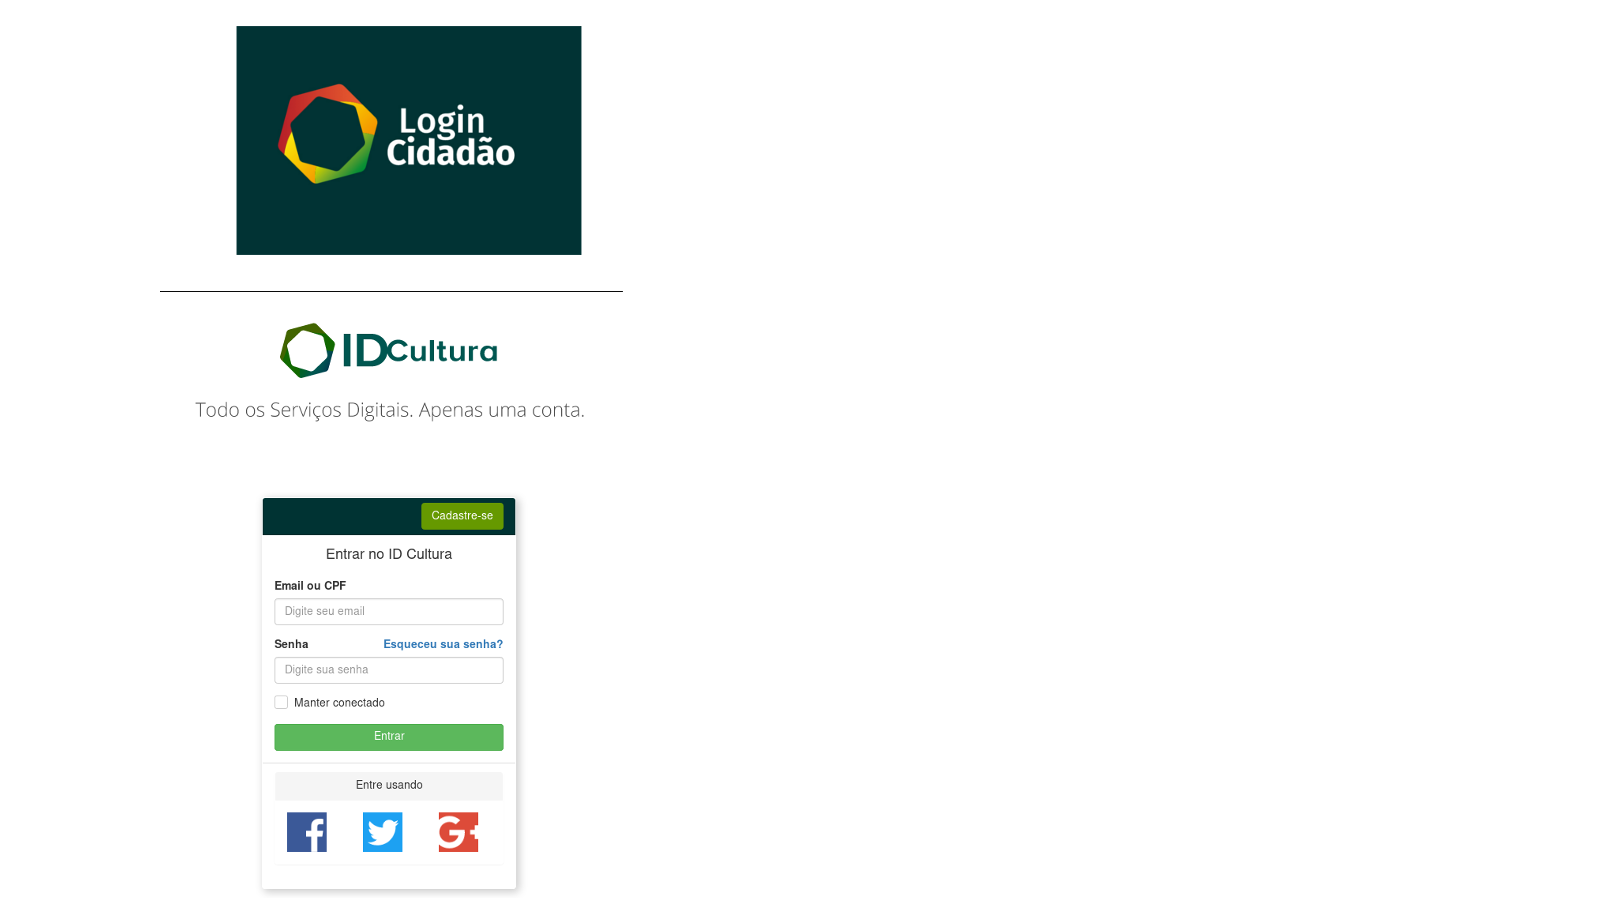 Login
Cidadão
IDCultura
Todo os Serviços Digitais. Apenas uma conta.
Cadastre-se
Entrar no ID Cultura
Email ou CPF
Digite seu email
Senha Esqueceu sua senha?
Digite sua senha
Manter conectado
Entrar
Entre usando